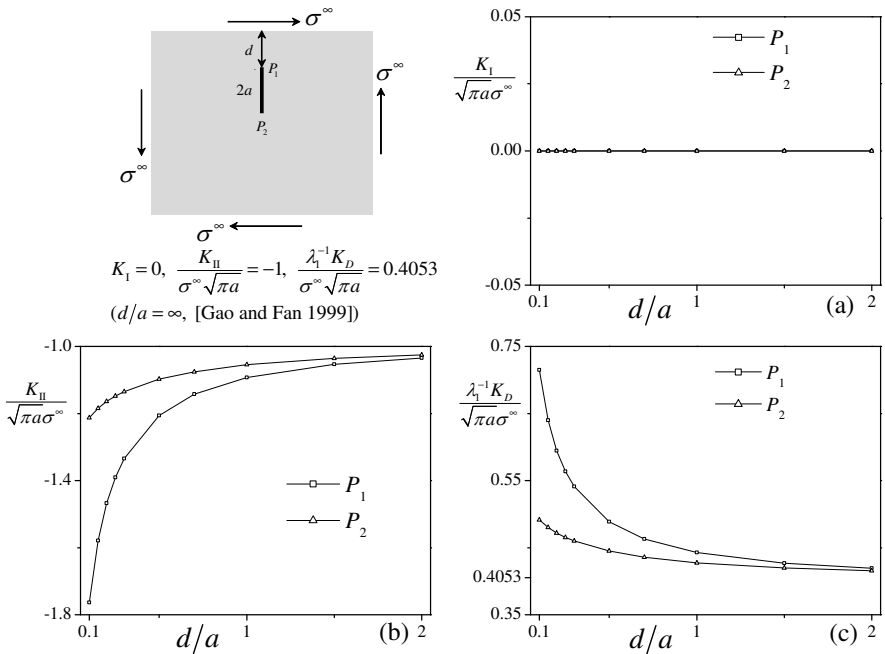 σ^∞
d
P_1
σ^∞
2a
P_2
σ^∞
σ^∞
K_I = 0, K_II / σ^∞√πa = −1, λ_1^{-1}K_D / σ^∞√πa = 0.4053
(d/a = ∞, [Gao and Fan 1999])
K_I / √πaσ^∞
0.05
0.00
-0.05
P_1
P_2
0.1 1 2
d/a
(a)
K_II / √πaσ^∞
-1.0
-1.4
-1.8
P_1
P_2
0.1 1 2
d/a
(b)
λ_1^{-1}K_D / √πaσ^∞
0.75
0.55
0.4053
0.35
P_1
P_2
0.1 1 2
d/a
(c)